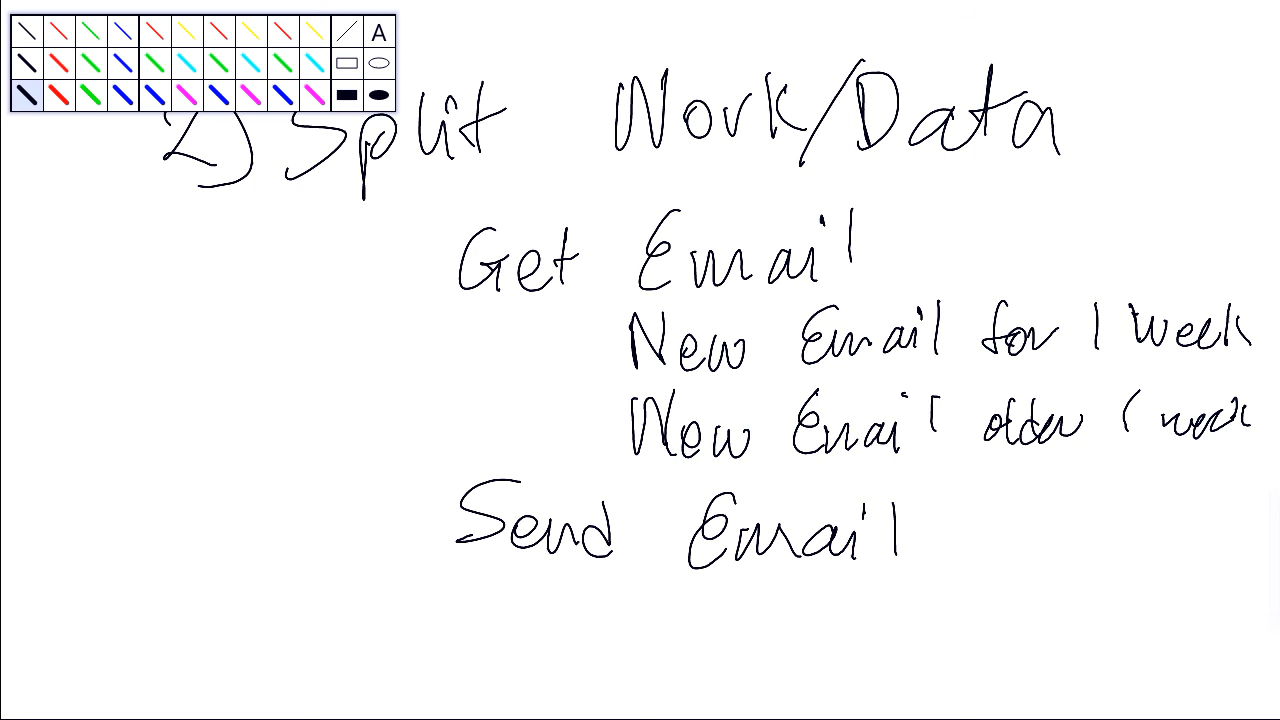 A
2) Split Work/Data
Get Email
New Email for 1 week
New Email older 1 week
Send Email